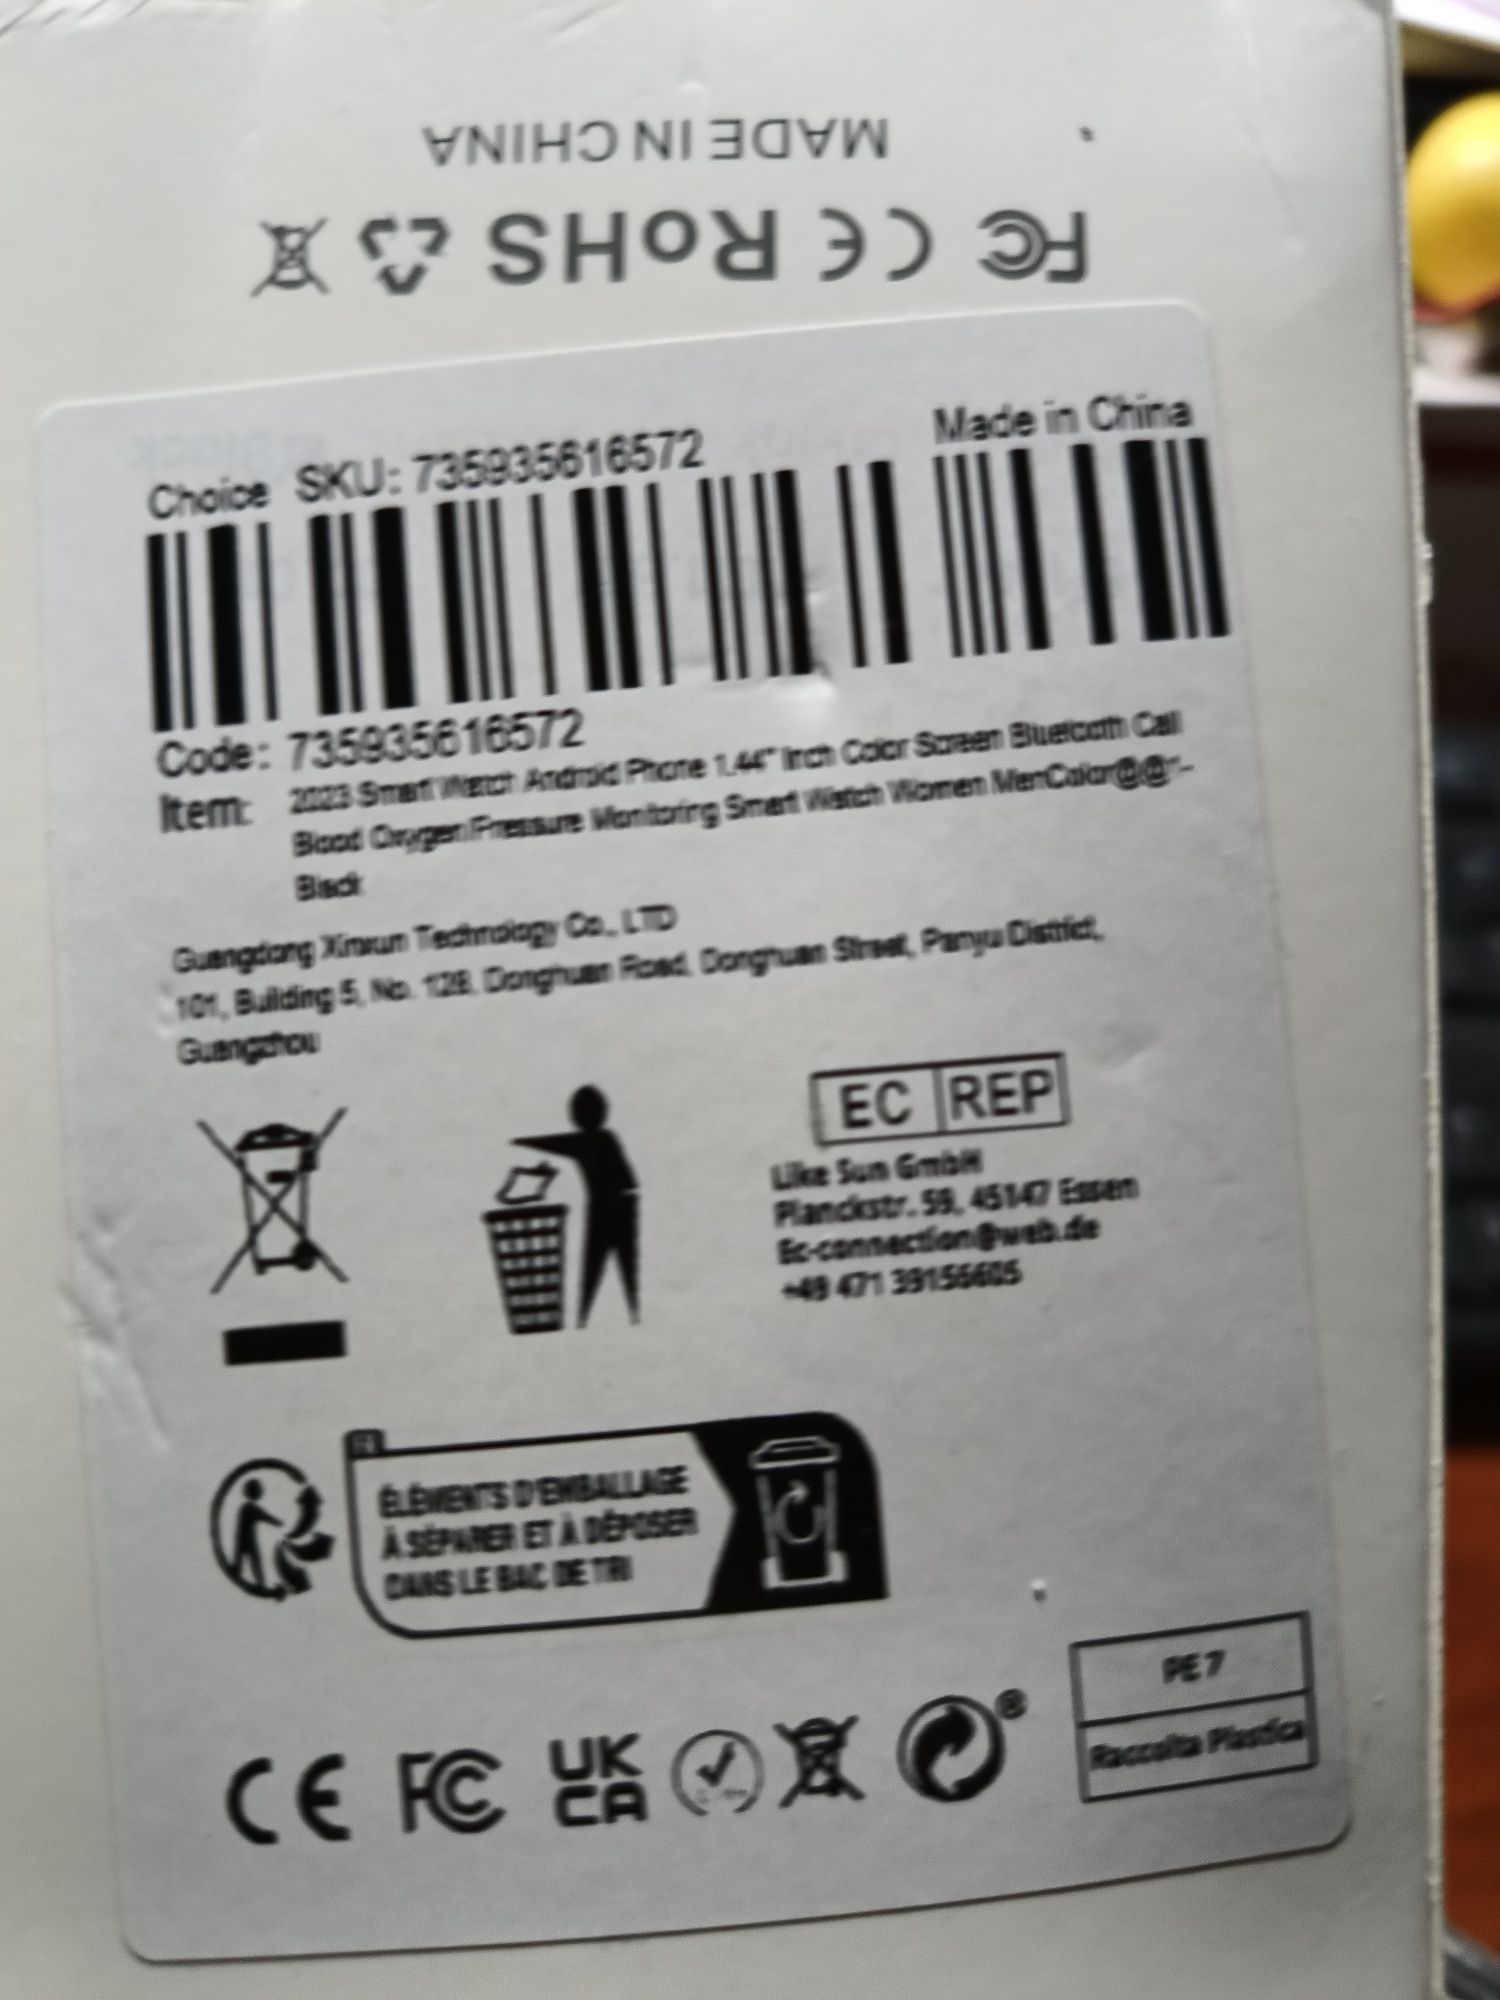 MADE IN CHINA
FC CE RoHS
Choice SKU: 735935616572 Made in China
Code: 735935616572
Item: 2023 Smart Watch Android Phone 1.44" Inch Color Screen Bluetooth Call
Blood Oxygen/Pressure Monitoring Smart Watch Women MenColor@@:-
Black
Guangdong Xinxun Technology Co., LTD
101, Building 5, No. 128, Donghuan Road, Donghuan Street, Panyu District,
Guangzhou
EC REP
Like Sun GmbH
Planckstr. 59, 45147 Essen
Ec-connection@web.de
+49 471 39156605
ÉLÉMENTS D'EMBALLAGE
À SÉPARER ET À DÉPOSER
DANS LE BAC DE TRI
CE FC UK CA ®
PE 7
Raccolta Plastica